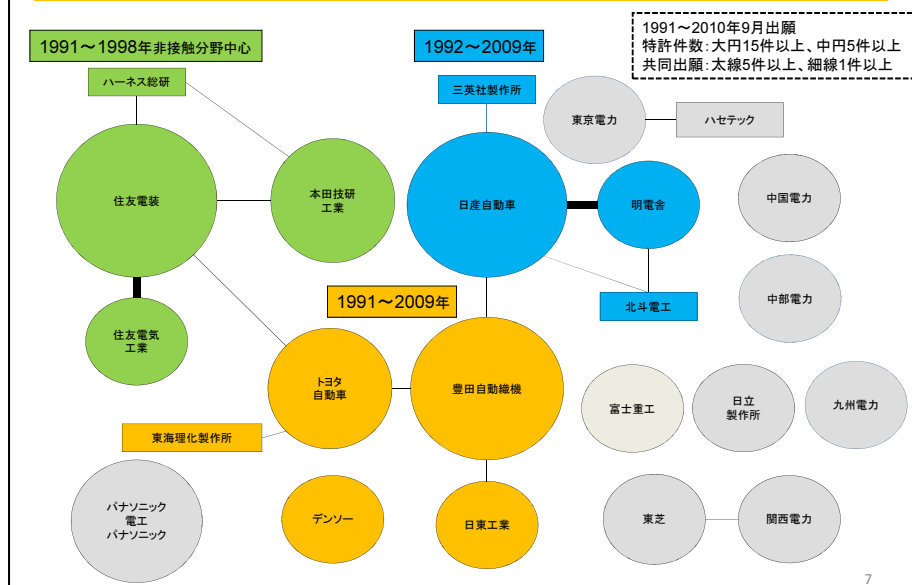 1991～1998年非接触分野中心
1992～2009年
1991～2010年9月出願
特許件数：大円15件以上、中円5件以上
共同出願：太線5件以上、細線1件以上
ハーネス総研
三英社製作所
東京電力
ハセテック
住友電装
本田技研
工業
日産自動車
明電舎
中国電力
1991～2009年
北斗電工
中部電力
住友電気
工業
トヨタ
自動車
豊田自動織機
富士重工
日立
製作所
九州電力
東海理化製作所
パナソニック
電工
パナソニック
デンソー
日東工業
東芝
関西電力
7